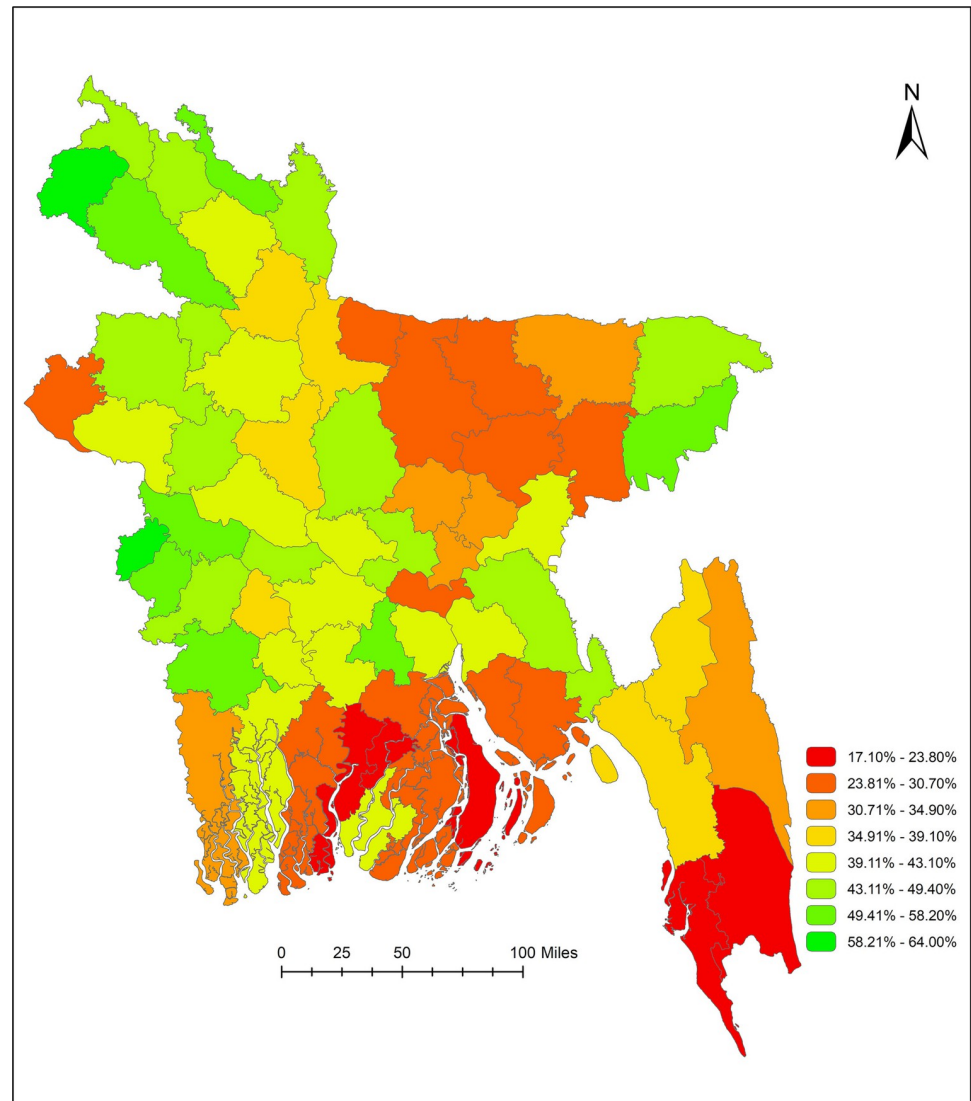 N
17.10% - 23.80%
23.81% - 30.70%
30.71% - 34.90%
34.91% - 39.10%
39.11% - 43.10%
43.11% - 49.40%
49.41% - 58.20%
58.21% - 64.00%
0 25 50 100 Miles